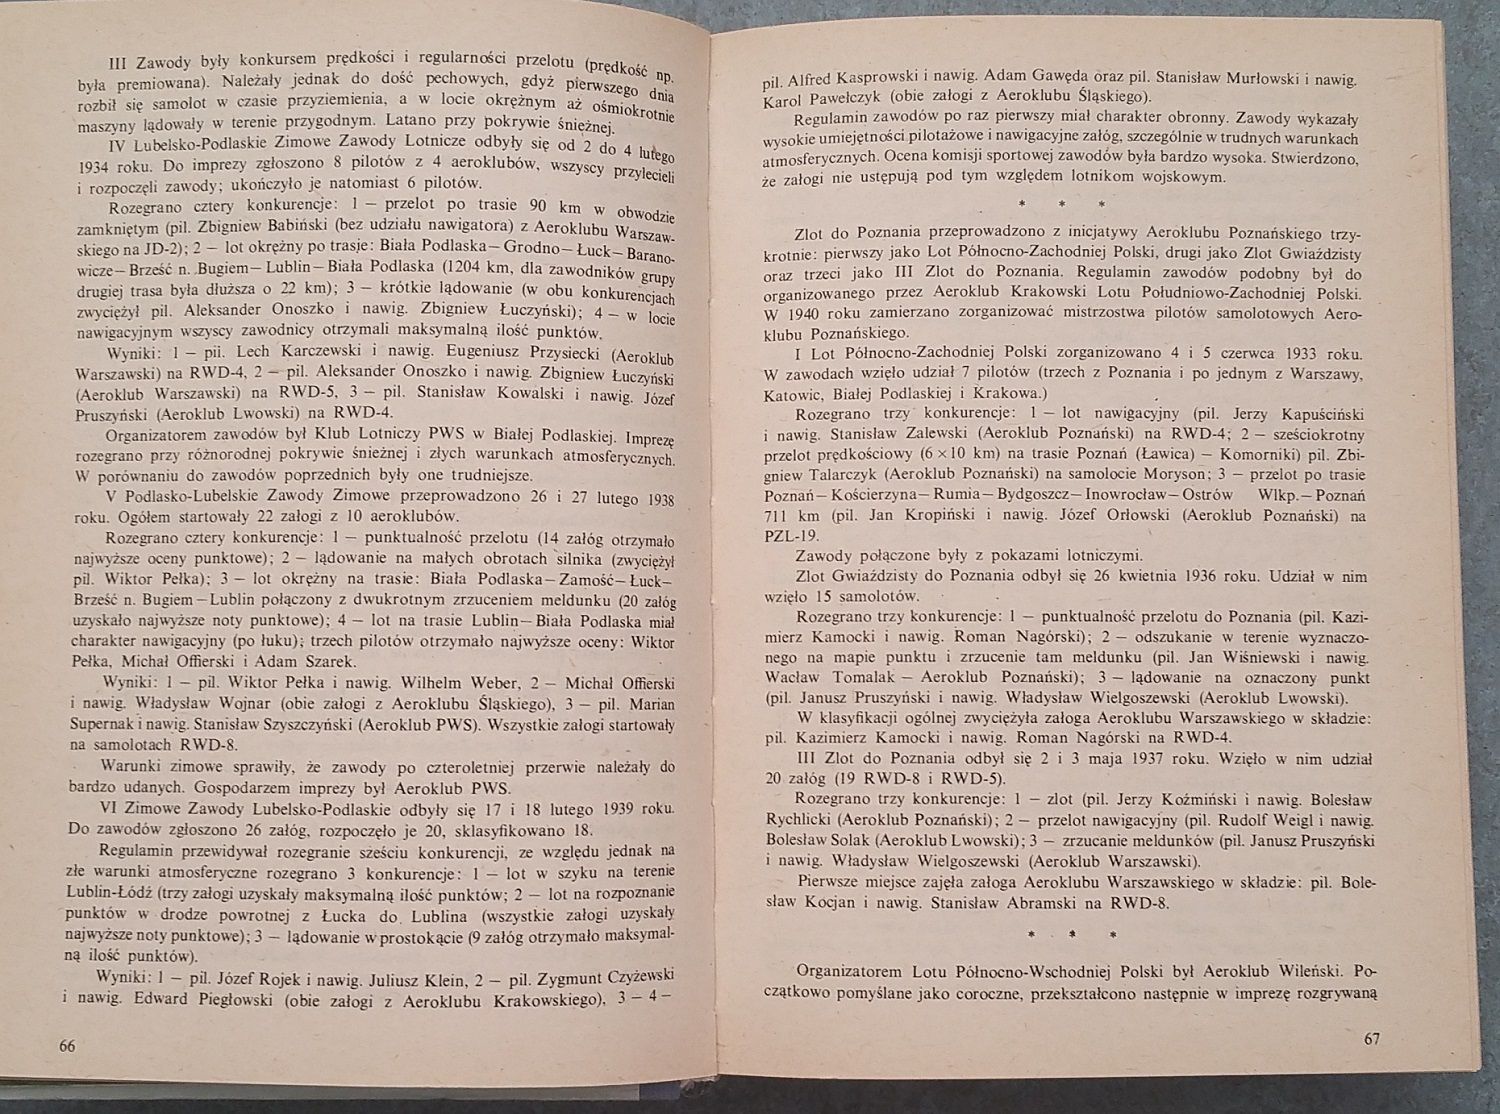 III Zawody były konkursem prędkości i regularności przelotu (prędkość np.
była premiowana). Należały jednak do dość pechowych, gdyż pierwszego dnia
rozbił się samolot w czasie przyziemienia, a w locie okrężnym aż ośmiokrotnie
maszyny lądowały w terenie przygodnym. Latano przy pokrywie śnieżnej.
IV Lubelsko-Podlaskie Zimowe Zawody Lotnicze odbyły się od 2 do 4 lutego
1934 roku. Do imprezy zgłoszono 8 pilotów z 4 aeroklubów, wszyscy przylecieli
i rozpoczęli zawody; ukończyło je natomiast 6 pilotów.
Rozegrano cztery konkurencje: 1 — przelot po trasie 90 km w obwodzie
zamkniętym (pil. Zbigniew Babiński (bez udziału nawigatora) z Aeroklubu Warszaw-
skiego na JD-2); 2 — lot okrężny po trasie: Biała Podlaska—Grodno—Łuck—Barano-
wicze—Brześć n. Bugiem—Lublin—Biała Podlaska (1204 km, dla zawodników grupy
drugiej trasa była dłuższa o 22 km); 3 — krótkie lądowanie (w obu konkurencjach
zwyciężył pil. Aleksander Onoszko i nawig. Zbigniew Łuczyński); 4 — w locie
nawigacyjnym wszyscy zawodnicy otrzymali maksymalną ilość punktów.
Wyniki: 1 — pil. Lech Karczewski i nawig. Eugeniusz Przysiecki (Aeroklub
Warszawski) na RWD-4, 2 — pil. Aleksander Onoszko i nawig. Zbigniew Łuczyński
(Aeroklub Warszawski) na RWD-5, 3 — pil. Stanisław Kowalski i nawig. Józef
Pruszyński (Aeroklub Lwowski) na RWD-4.
Organizatorem zawodów był Klub Lotniczy PWS w Białej Podlaskiej. Imprezę
rozegrano przy różnorodnej pokrywie śnieżnej i złych warunkach atmosferycznych.
W porównaniu do zawodów poprzednich były one trudniejsze.
V Podlasko-Lubelskie Zawody Zimowe przeprowadzono 26 i 27 lutego 1938
roku. Ogółem startowały 22 załogi z 10 aeroklubów.
Rozegrano cztery konkurencje: 1 — punktualność przelotu (14 załóg otrzymało
najwyższe oceny punktowe); 2 — lądowanie na małych obrotach silnika (zwyciężył
pil. Wiktor Pełka); 3 — lot okrężny na trasie: Biała Podlaska—Zamość—Łuck—
Brześć n. Bugiem—Lublin połączony z dwukrotnym zrzuceniem meldunku (20 załóg
uzyskało najwyższe noty punktowe); 4 — lot na trasie Lublin—Biała Podlaska miał
charakter nawigacyjny (po łuku); trzech pilotów otrzymało najwyższe oceny: Wiktor
Pełka, Michał Offierski i Adam Szarek.
Wyniki: 1 — pil. Wiktor Pełka i nawig. Wilhelm Weber, 2 — Michał Offierski
i nawig. Władysław Wojnar (obie załogi z Aeroklubu Śląskiego), 3 — pil. Marian
Supernak i nawig. Stanisław Szyszczyński (Aeroklub PWS). Wszystkie załogi startowały
na samolotach RWD-8.
Warunki zimowe sprawiły, że zawody po czteroletniej przerwie należały do
bardzo udanych. Gospodarzem imprezy był Aeroklub PWS.
VI Zimowe Zawody Lubelsko-Podlaskie odbyły się 17 i 18 lutego 1939 roku.
Do zawodów zgłoszono 26 załóg, rozpoczęło je 20, sklasyfikowano 18.
Regulamin przewidywał rozegranie sześciu konkurencji, ze względu jednak na
złe warunki atmosferyczne rozegrano 3 konkurencje: 1 — lot w szyku na terenie
Lublin-Łódź (trzy załogi uzyskały maksymalną ilość punktów; 2 — lot na rozpoznanie
punktów w drodze powrotnej z Łucka do Lublina (wszystkie załogi uzyskały
najwyższe noty punktowe); 3 — lądowanie w prostokącie (9 załóg otrzymało maksymal-
ną ilość punktów).
Wyniki: 1 — pil. Józef Rojek i nawig. Juliusz Klein, 2 — pil. Zygmunt Czyżewski
i nawig. Edward Piegłowski (obie załogi z Aeroklubu Krakowskiego), 3 — 4 —
66
pil. Alfred Kasprowski i nawig. Adam Gawęda oraz pil. Stanisław Murłowski i nawig.
Karol Pawełczyk (obie załogi z Aeroklubu Śląskiego).
Regulamin zawodów po raz pierwszy miał charakter obronny. Zawody wykazały
wysokie umiejętności pilotażowe i nawigacyjne załóg, szczególnie w trudnych warunkach
atmosferycznych. Ocena komisji sportowej zawodów była bardzo wysoka. Stwierdzono,
że załogi nie ustępują pod tym względem lotnikom wojskowym.
* * *
Zlot do Poznania przeprowadzono z inicjatywy Aeroklubu Poznańskiego trzy-
krotnie: pierwszy jako Lot Północno-Zachodniej Polski, drugi jako Zlot Gwiaździsty
oraz trzeci jako III Zlot do Poznania. Regulamin zawodów podobny był do
organizowanego przez Aeroklub Krakowski Lotu Południowo-Zachodniej Polski.
W 1940 roku zamierzano zorganizować mistrzostwa pilotów samolotowych Aero-
klubu Poznańskiego.
I Lot Północno-Zachodniej Polski zorganizowano 4 i 5 czerwca 1933 roku.
W zawodach wzięło udział 7 pilotów (trzech z Poznania i po jednym z Warszawy,
Katowic, Białej Podlaskiej i Krakowa.)
Rozegrano trzy konkurencje: 1 — lot nawigacyjny (pil. Jerzy Kapuściński
i nawig. Stanisław Zalewski (Aeroklub Poznański) na RWD-4; 2 — sześciokrotny
przelot prędkościowy (6 × 10 km) na trasie Poznań (Ławica) — Komorniki) pil. Zbi-
gniew Talarczyk (Aeroklub Poznański) na samolocie Moryson; 3 — przelot po trasie
Poznań—Kościerzyna—Rumia—Bydgoszcz—Inowrocław—Ostrów Wlkp.—Poznań
711 km (pil. Jan Kropiński i nawig. Józef Orłowski (Aeroklub Poznański) na
PZL-19.
Zawody połączone były z pokazami lotniczymi.
Zlot Gwiaździsty do Poznania odbył się 26 kwietnia 1936 roku. Udział w nim
wzięło 15 samolotów.
Rozegrano trzy konkurencje: 1 — punktualność przelotu do Poznania (pil. Kazi-
mierz Kamocki i nawig. Roman Nagórski); 2 — odszukanie w terenie wyznaczo-
nego na mapie punktu i zrzucenie tam meldunku (pil. Jan Wiśniewski i nawig.
Wacław Tomalak — Aeroklub Poznański); 3 — lądowanie na oznaczony punkt
(pil. Janusz Pruszyński i nawig. Władysław Wielgoszewski (Aeroklub Lwowski).
W klasyfikacji ogólnej zwyciężyła załoga Aeroklubu Warszawskiego w składzie:
pil. Kazimierz Kamocki i nawig. Roman Nagórski na RWD-4.
III Zlot do Poznania odbył się 2 i 3 maja 1937 roku. Wzięło w nim udział
20 załóg (19 RWD-8 i RWD-5).
Rozegrano trzy konkurencje: 1 — zlot (pil. Jerzy Koźmiński i nawig. Bolesław
Rychlicki (Aeroklub Poznański); 2 — przelot nawigacyjny (pil. Rudolf Weigl i nawig.
Bolesław Solak (Aeroklub Lwowski); 3 — zrzucanie meldunków (pil. Janusz Pruszyński
i nawig. Władysław Wielgoszewski (Aeroklub Warszawski).
Pierwsze miejsce zajęła załoga Aeroklubu Warszawskiego w składzie: pil. Bole-
sław Kocjan i nawig. Stanisław Abramski na RWD-8.
* * *
Organizatorem Lotu Północno-Wschodniej Polski był Aeroklub Wileński. Po-
czątkowo pomyślane jako coroczne, przekształcono następnie w imprezę rozgrywaną
67